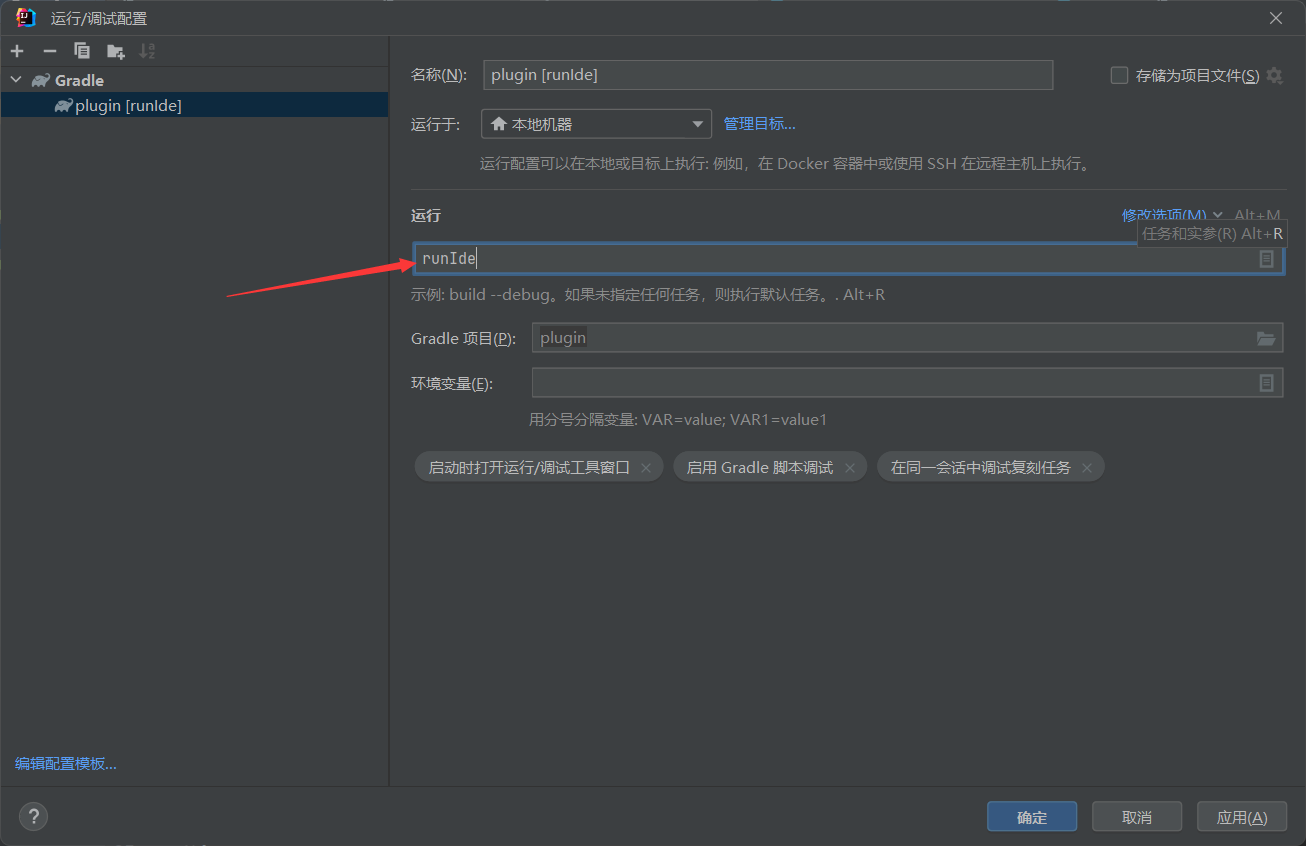 运行/调试配置
Gradle
plugin [runIde]
编辑配置模板...
名称(N):
plugin [runIde]
存储为项目文件(S)
运行于:
本地机器
管理目标...
运行配置可以在本地或目标上执行: 例如，在 Docker 容器中或使用 SSH 在远程主机上执行。
运行
修改选项(M)
Alt+M
任务和实参(R) Alt+R
runIde
示例: build --debug。如果未指定任何任务，则执行默认任务。. Alt+R
Gradle 项目(P):
plugin
环境变量(E):
用分号分隔变量: VAR=value; VAR1=value1
启动时打开运行/调试工具窗口
启用 Gradle 脚本调试
在同一会话中调试复刻任务
?
确定
取消
应用(A)